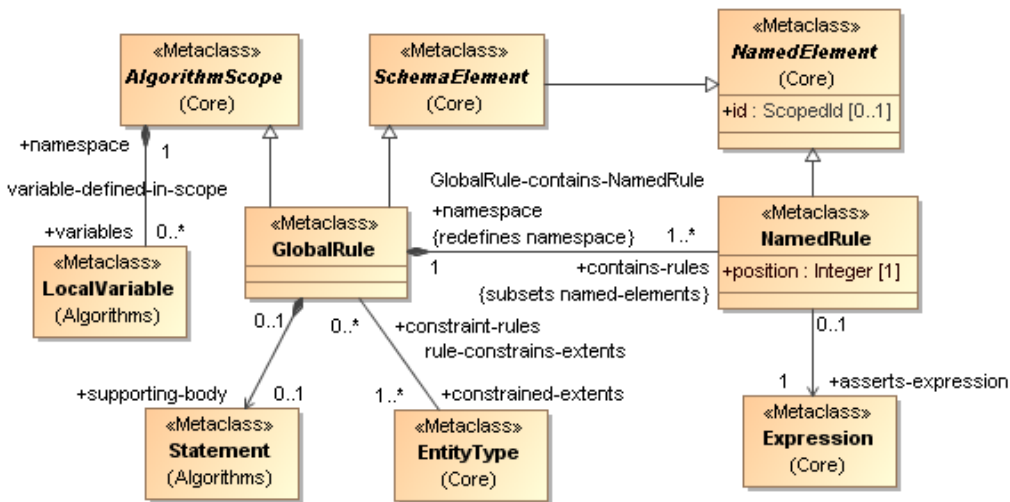 «Metaclass»
AlgorithmScope
(Core)
«Metaclass»
SchemaElement
(Core)
«Metaclass»
NamedElement
(Core)
+id : ScopedId [0..1]
+namespace
1
variable-defined-in-scope
+variables
0..*
«Metaclass»
LocalVariable
(Algorithms)
«Metaclass»
GlobalRule
GlobalRule-contains-NamedRule
+namespace
{redefines namespace}
1..*
1
+contains-rules
{subsets named-elements}
«Metaclass»
NamedRule
+position : Integer [1]
0..1
0..*
+constraint-rules
rule-constrains-extents
0..1
+supporting-body
0..1
1..*
+constrained-extents
1
+asserts-expression
«Metaclass»
Statement
(Algorithms)
«Metaclass»
EntityType
(Core)
«Metaclass»
Expression
(Core)